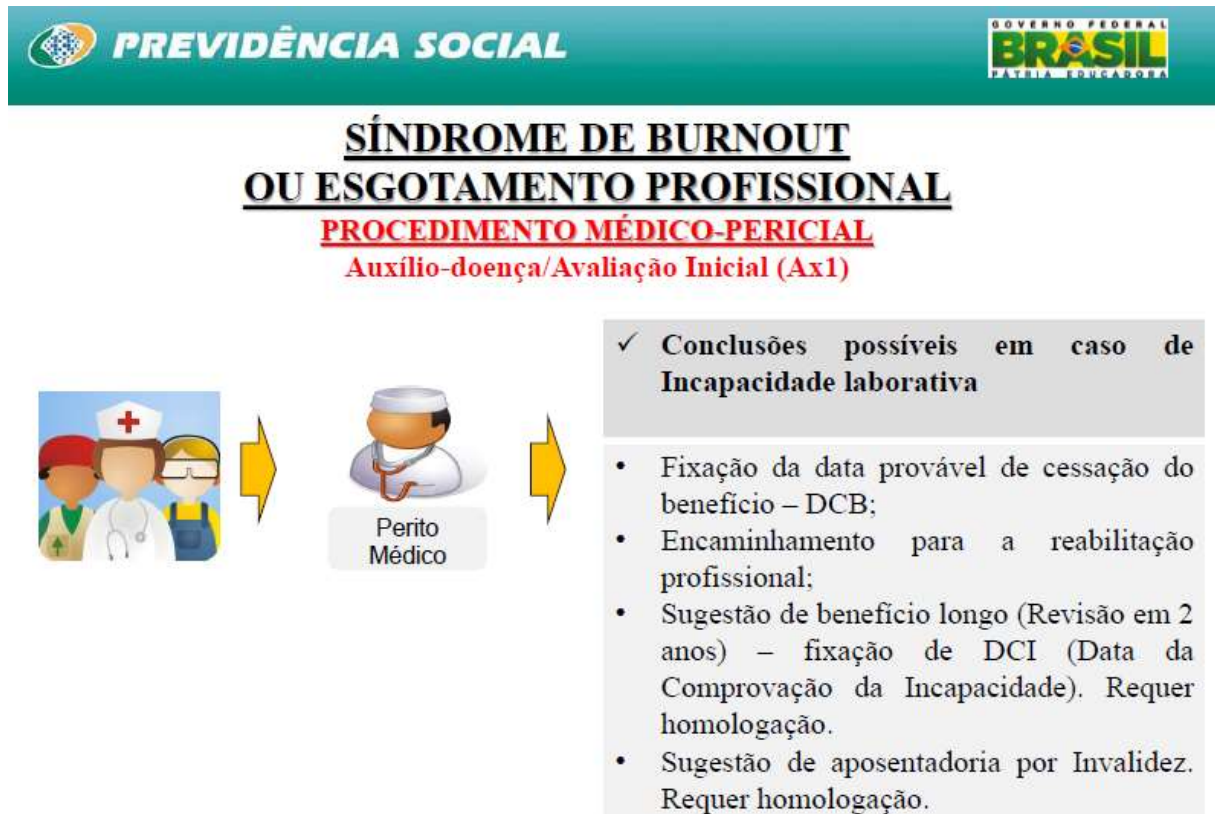 PREVIDÊNCIA SOCIAL
GOVERNO FEDERAL
BRASIL
PÁTRIA EDUCADORA
SÍNDROME DE BURNOUT
OU ESGOTAMENTO PROFISSIONAL
PROCEDIMENTO MÉDICO-PERICIAL
Auxílio-doença/Avaliação Inicial (Ax1)
Perito
Médico
✓ Conclusões possíveis em caso de
Incapacidade laborativa
• Fixação da data provável de cessação do
benefício – DCB;
• Encaminhamento para a reabilitação
profissional;
• Sugestão de benefício longo (Revisão em 2
anos) – fixação de DCI (Data da
Comprovação da Incapacidade). Requer
homologação.
• Sugestão de aposentadoria por Invalidez.
Requer homologação.